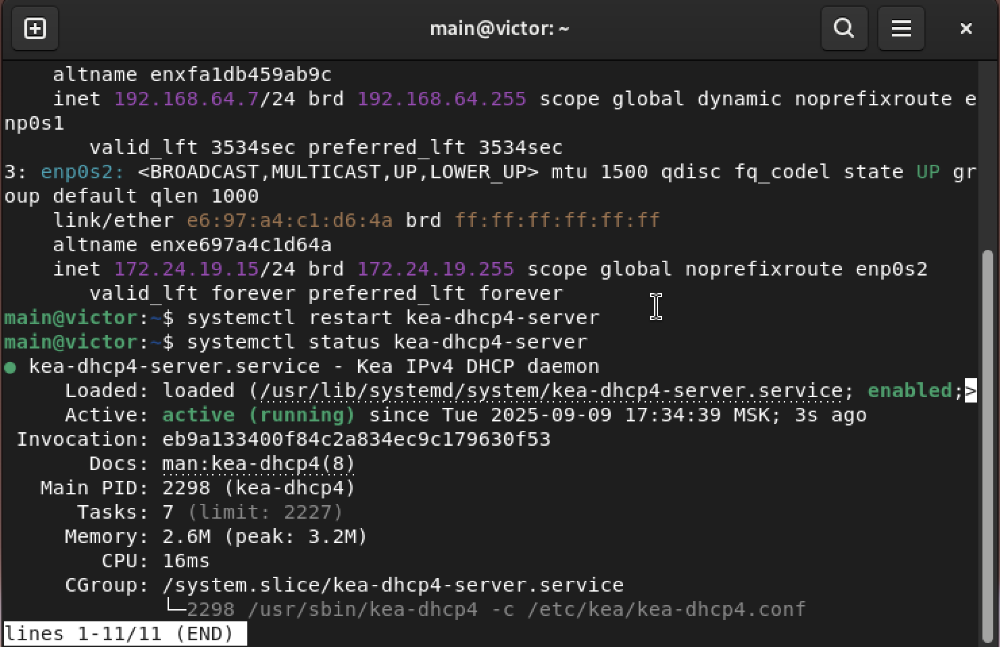 main@victor: ~
altname enxfa1db459ab9c
inet 192.168.64.7/24 brd 192.168.64.255 scope global dynamic noprefixroute e
np0s1
valid_lft 3534sec preferred_lft 3534sec
3: enp0s2: <BROADCAST,MULTICAST,UP,LOWER_UP> mtu 1500 qdisc fq_codel state UP gr
oup default qlen 1000
link/ether e6:97:a4:c1:d6:4a brd ff:ff:ff:ff:ff:ff
altname enxe697a4c1d64a
inet 172.24.19.15/24 brd 172.24.19.255 scope global noprefixroute enp0s2
valid_lft forever preferred_lft forever
main@victor:~$ systemctl restart kea-dhcp4-server
main@victor:~$ systemctl status kea-dhcp4-server
● kea-dhcp4-server.service - Kea IPv4 DHCP daemon
Loaded: loaded (/usr/lib/systemd/system/kea-dhcp4-server.service; enabled;>
Active: active (running) since Tue 2025-09-09 17:34:39 MSK; 3s ago
Invocation: eb9a133400f84c2a834ec9c179630f53
Docs: man:kea-dhcp4(8)
Main PID: 2298 (kea-dhcp4)
Tasks: 7 (limit: 2227)
Memory: 2.6M (peak: 3.2M)
CPU: 16ms
CGroup: /system.slice/kea-dhcp4-server.service
└─2298 /usr/sbin/kea-dhcp4 -c /etc/kea/kea-dhcp4.conf
lines 1-11/11 (END)